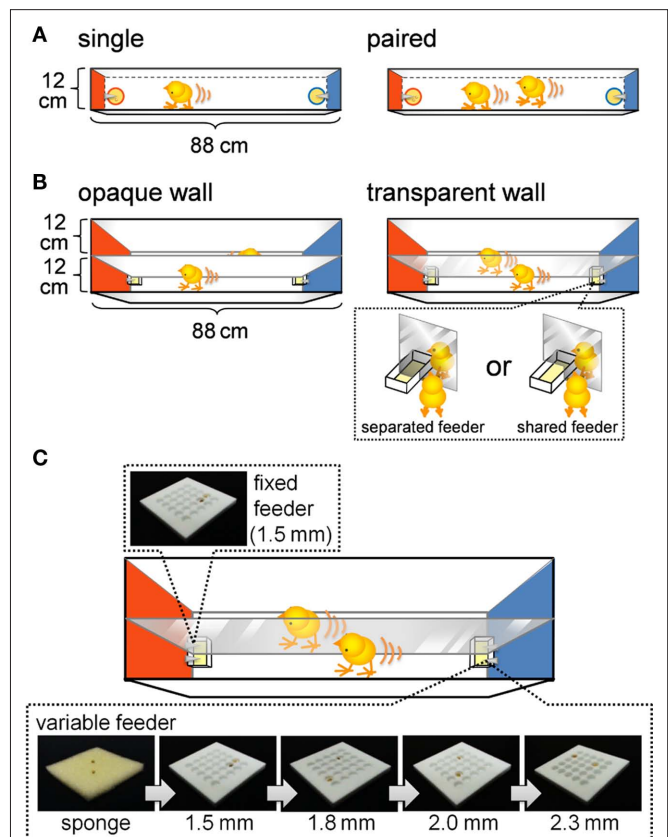 A single paired
12
cm
88 cm
B opaque wall transparent wall
12
cm
12
cm
88 cm
or
separated feeder shared feeder
C
fixed
feeder
(1.5 mm)
variable feeder
sponge 1.5 mm 1.8 mm 2.0 mm 2.3 mm